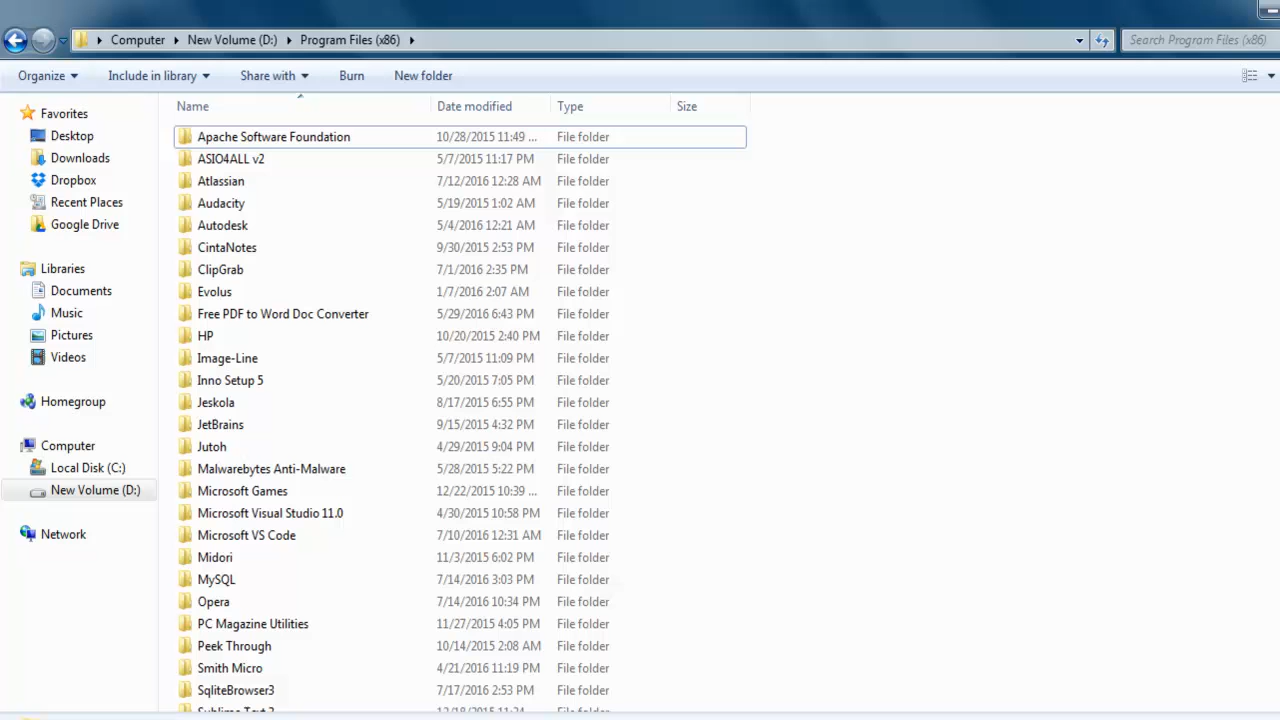 Computer New Volume (D:) Program Files (x86) Search Program Files (x86)
Organize Include in library Share with Burn New folder
Name Date modified Type Size
Favorites
Desktop
Downloads
Dropbox
Recent Places
Google Drive
Libraries
Documents
Music
Pictures
Videos
Homegroup
Computer
Local Disk (C:)
New Volume (D:)
Network
Apache Software Foundation 10/28/2015 11:49 ... File folder
ASIO4ALL v2 5/7/2015 11:17 PM File folder
Atlassian 7/12/2016 12:28 AM File folder
Audacity 5/19/2015 1:02 AM File folder
Autodesk 5/4/2016 12:21 AM File folder
CintaNotes 9/30/2015 2:53 PM File folder
ClipGrab 7/1/2016 2:35 PM File folder
Evolus 1/7/2016 2:07 AM File folder
Free PDF to Word Doc Converter 5/29/2016 6:43 PM File folder
HP 10/20/2015 2:40 PM File folder
Image-Line 5/7/2015 11:09 PM File folder
Inno Setup 5 5/20/2015 7:05 PM File folder
Jeskola 8/17/2015 6:55 PM File folder
JetBrains 9/15/2015 4:32 PM File folder
Jutoh 4/29/2015 9:04 PM File folder
Malwarebytes Anti-Malware 5/28/2015 5:22 PM File folder
Microsoft Games 12/22/2015 10:39 ... File folder
Microsoft Visual Studio 11.0 4/30/2015 10:58 PM File folder
Microsoft VS Code 7/10/2016 12:31 AM File folder
Midori 11/3/2015 6:02 PM File folder
MySQL 7/14/2016 3:03 PM File folder
Opera 7/14/2016 10:34 PM File folder
PC Magazine Utilities 11/27/2015 4:05 PM File folder
Peek Through 10/14/2015 2:08 AM File folder
Smith Micro 4/21/2016 11:19 PM File folder
SqliteBrowser3 7/17/2016 2:53 PM File folder